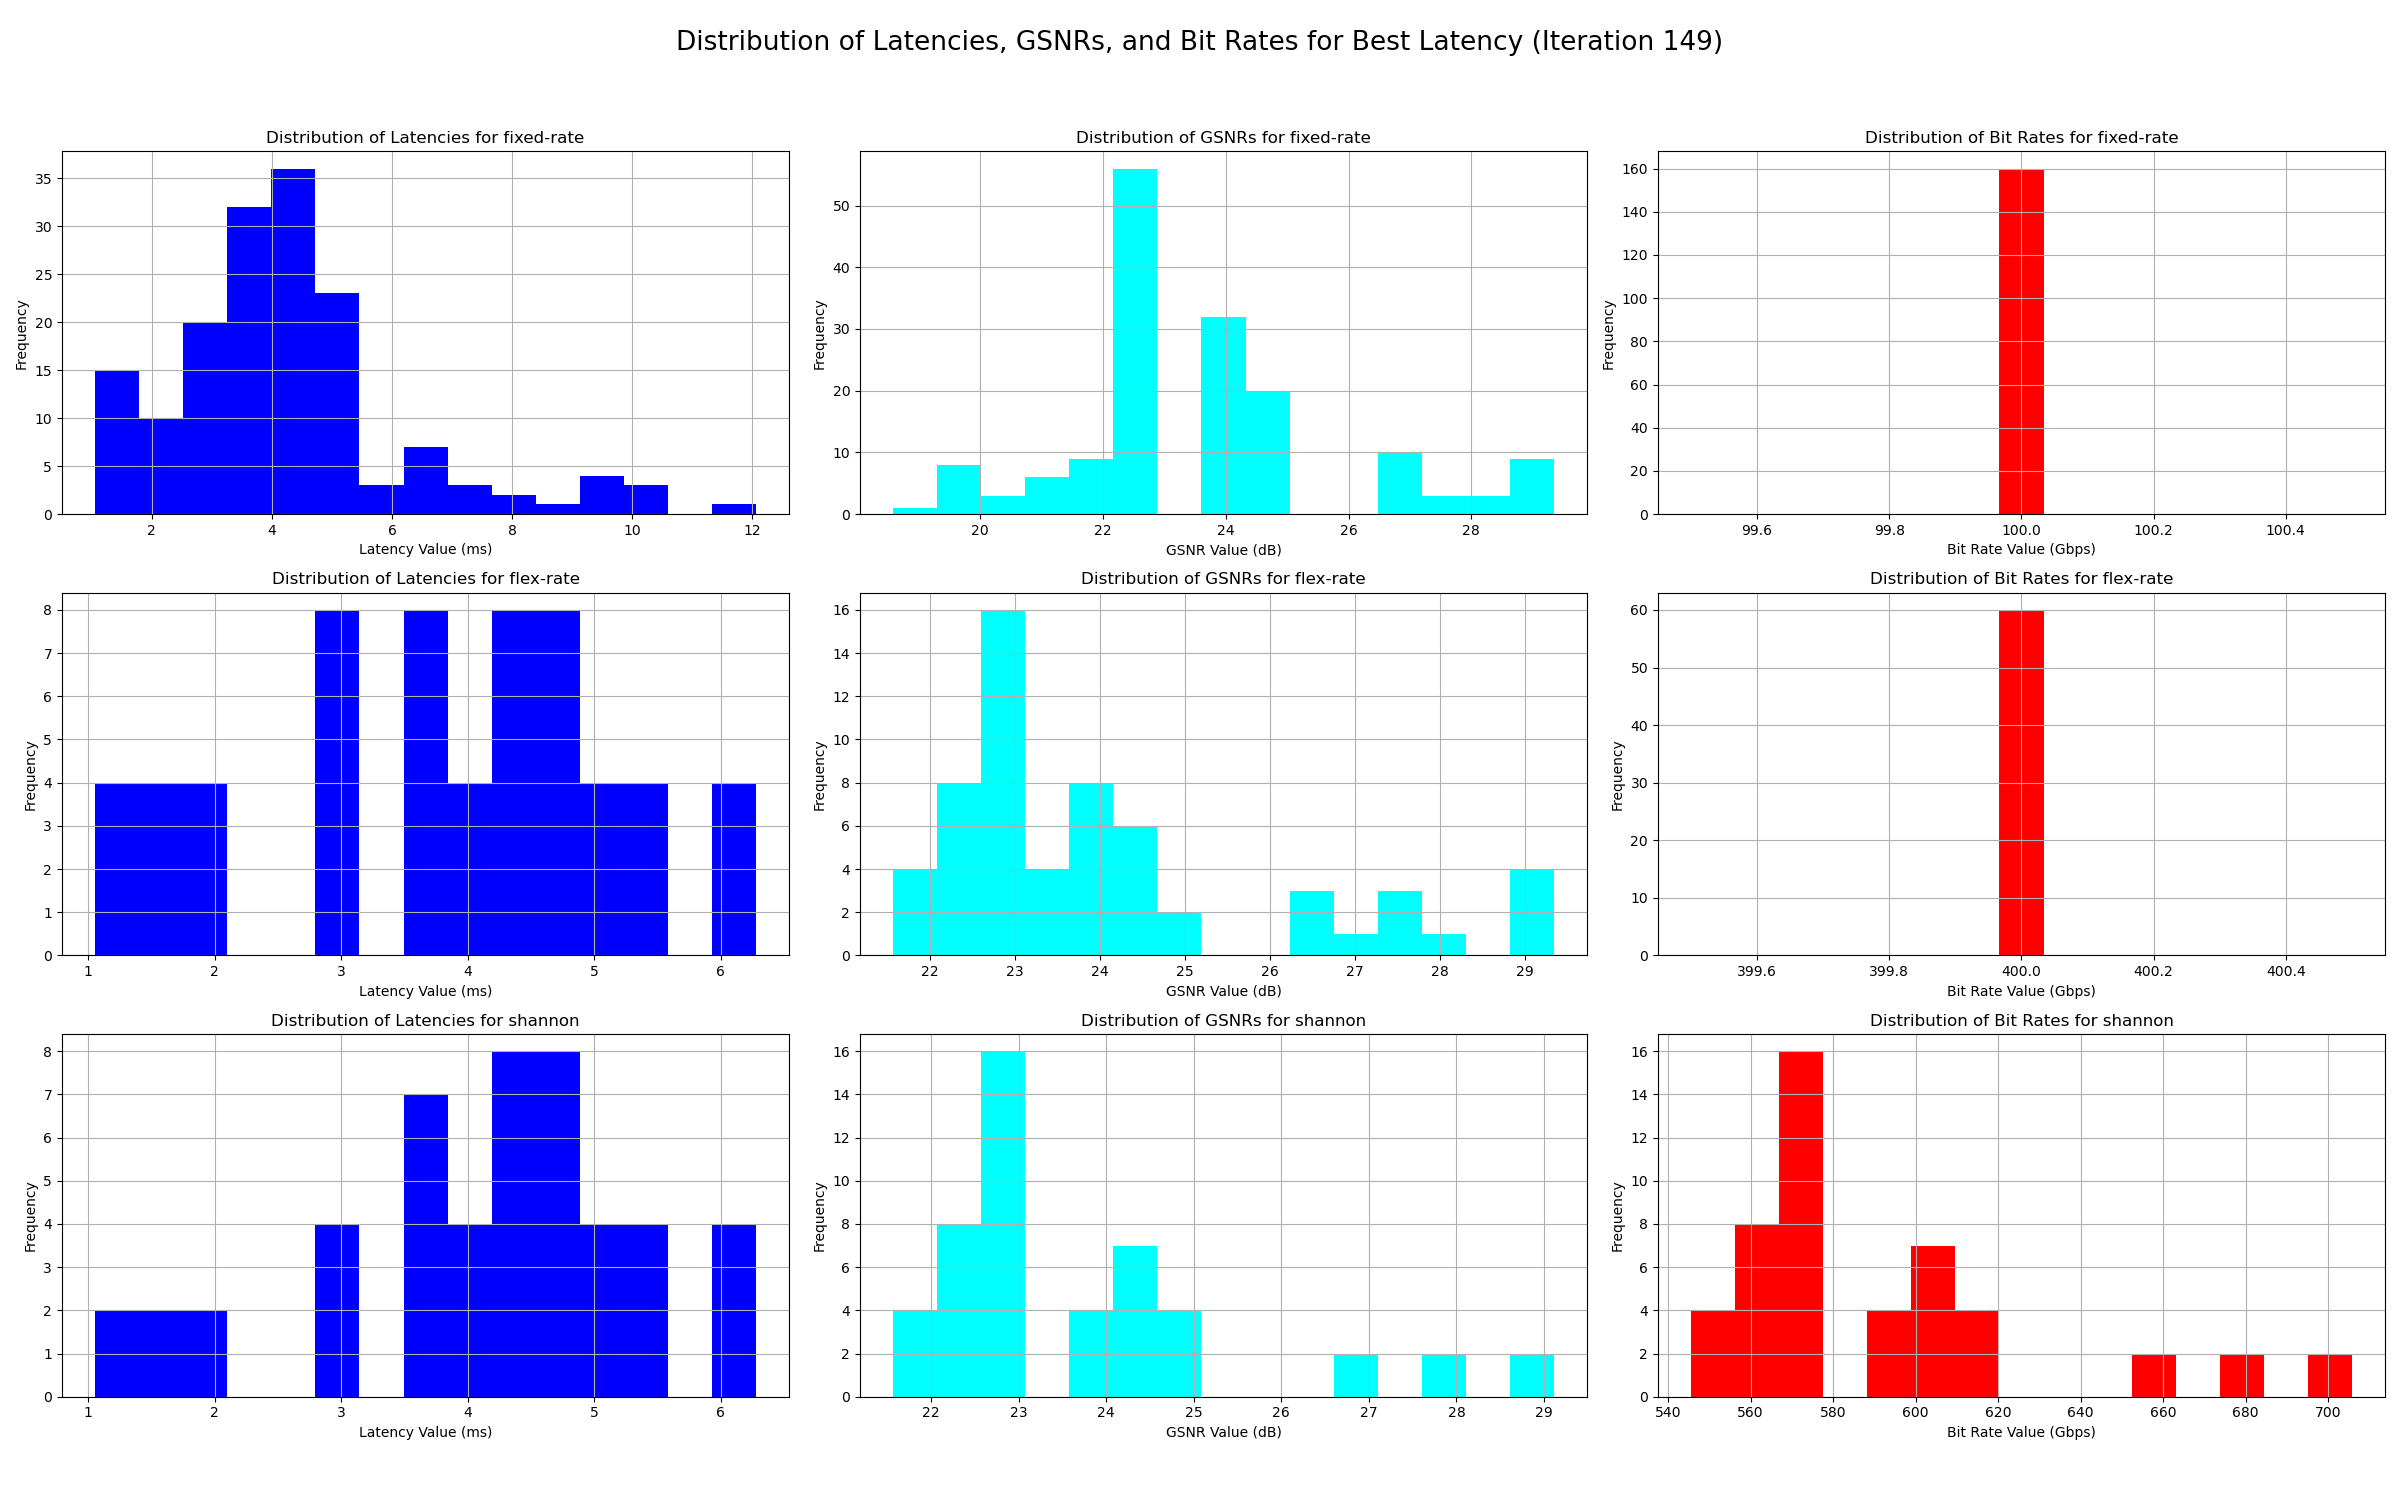 Distribution of Latencies, GSNRs, and Bit Rates for Best Latency (Iteration 149)
Distribution of Latencies for fixed-rate
Frequency
35
30
25
20
15
10
5
0
2 4 6 8 10 12
Latency Value (ms)
Distribution of GSNRs for fixed-rate
Frequency
50
40
30
20
10
0
20 22 24 26 28
GSNR Value (dB)
Distribution of Bit Rates for fixed-rate
Frequency
160
140
120
100
80
60
40
20
0
99.6 99.8 100.0 100.2 100.4
Bit Rate Value (Gbps)
Distribution of Latencies for flex-rate
Frequency
8
7
6
5
4
3
2
1
0
1 2 3 4 5 6
Latency Value (ms)
Distribution of GSNRs for flex-rate
Frequency
16
14
12
10
8
6
4
2
0
22 23 24 25 26 27 28 29
GSNR Value (dB)
Distribution of Bit Rates for flex-rate
Frequency
60
50
40
30
20
10
0
399.6 399.8 400.0 400.2 400.4
Bit Rate Value (Gbps)
Distribution of Latencies for shannon
Frequency
8
7
6
5
4
3
2
1
0
1 2 3 4 5 6
Latency Value (ms)
Distribution of GSNRs for shannon
Frequency
16
14
12
10
8
6
4
2
0
22 23 24 25 26 27 28 29
GSNR Value (dB)
Distribution of Bit Rates for shannon
Frequency
16
14
12
10
8
6
4
2
0
540 560 580 600 620 640 660 680 700
Bit Rate Value (Gbps)